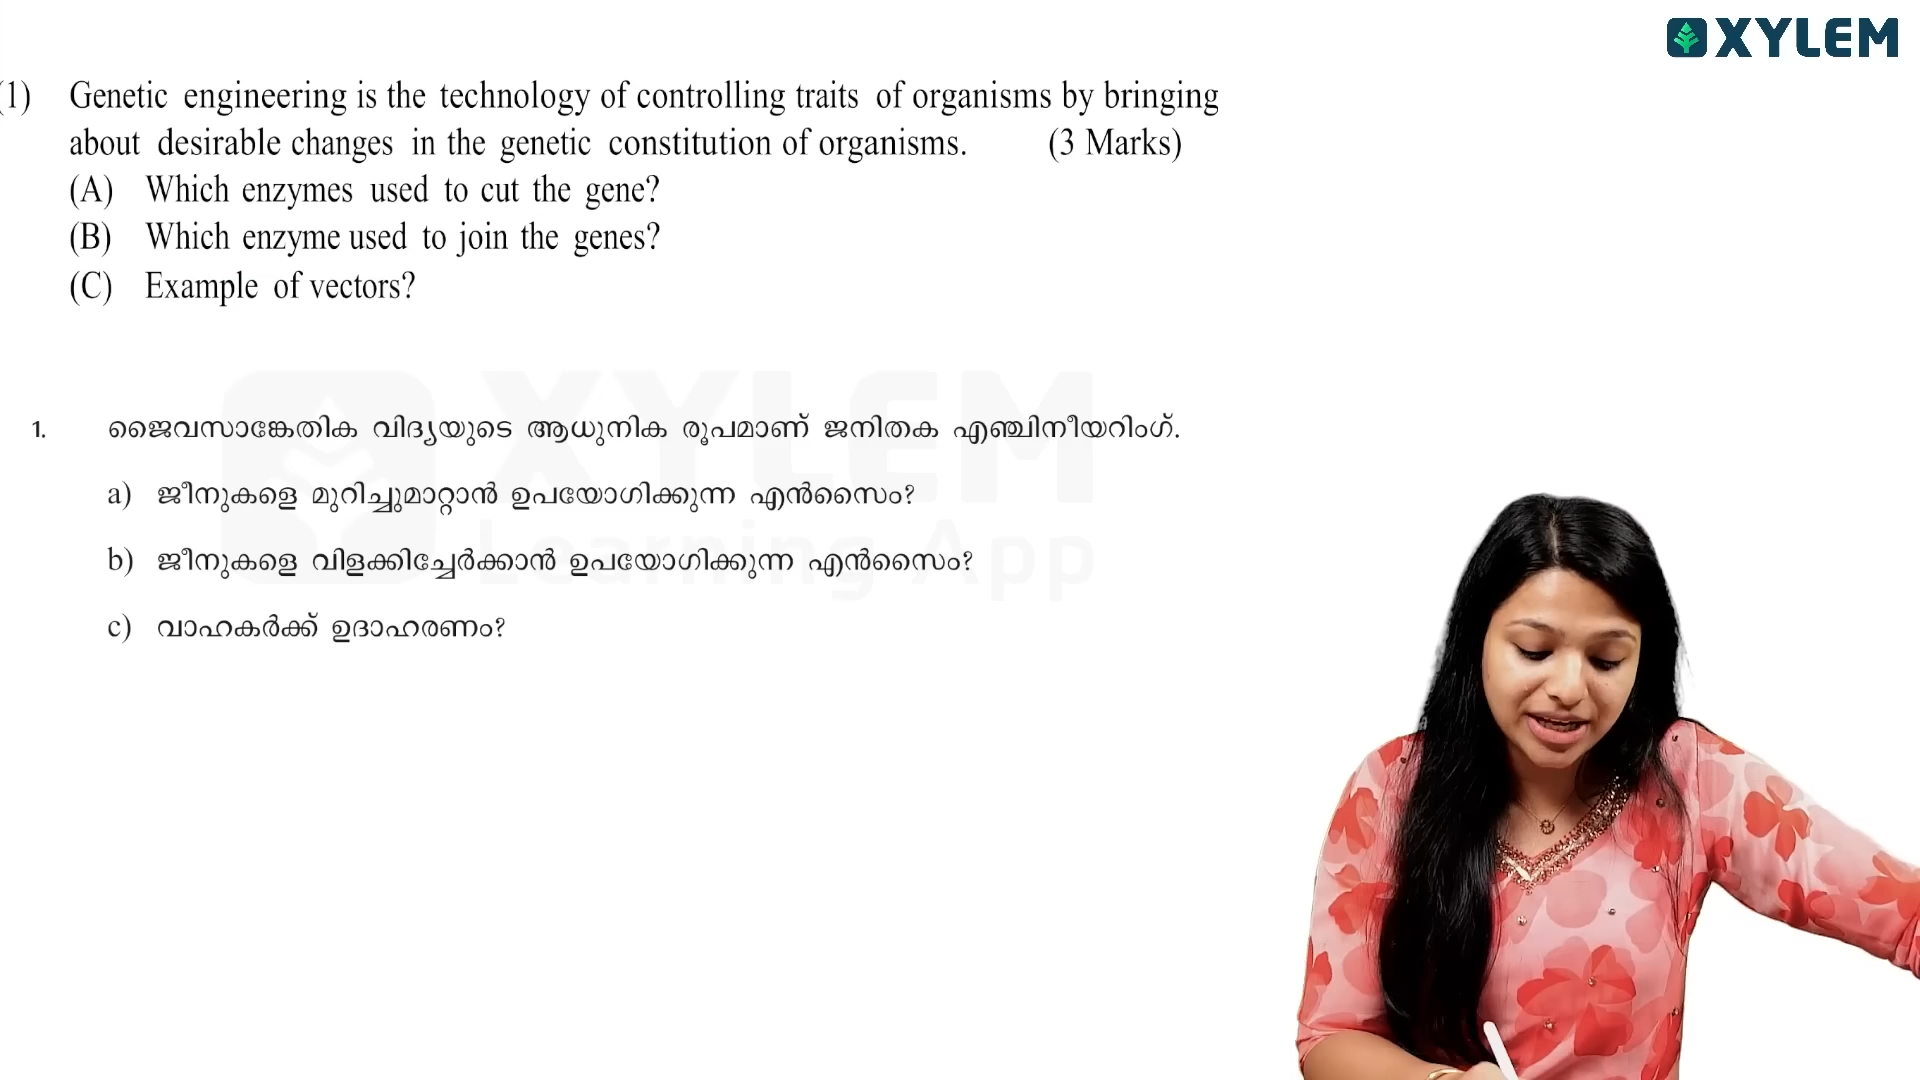 XYLEM
(1) Genetic engineering is the technology of controlling traits of organisms by bringing
about desirable changes in the genetic constitution of organisms. (3 Marks)
(A) Which enzymes used to cut the gene?
(B) Which enzyme used to join the genes?
(C) Example of vectors?
XYLEM
Learning App
1. ജൈവസാങ്കേതിക വിദ്യയുടെ ആധുനിക രൂപമാണ് ജനിതക എഞ്ചിനീയറിംഗ്.
a) ജീനുകളെ മുറിച്ചുമാറ്റാൻ ഉപയോഗിക്കുന്ന എൻസൈം?
b) ജീനുകളെ വിളക്കിച്ചേർക്കാൻ ഉപയോഗിക്കുന്ന എൻസൈം?
c) വാഹകർക്ക് ഉദാഹരണം?